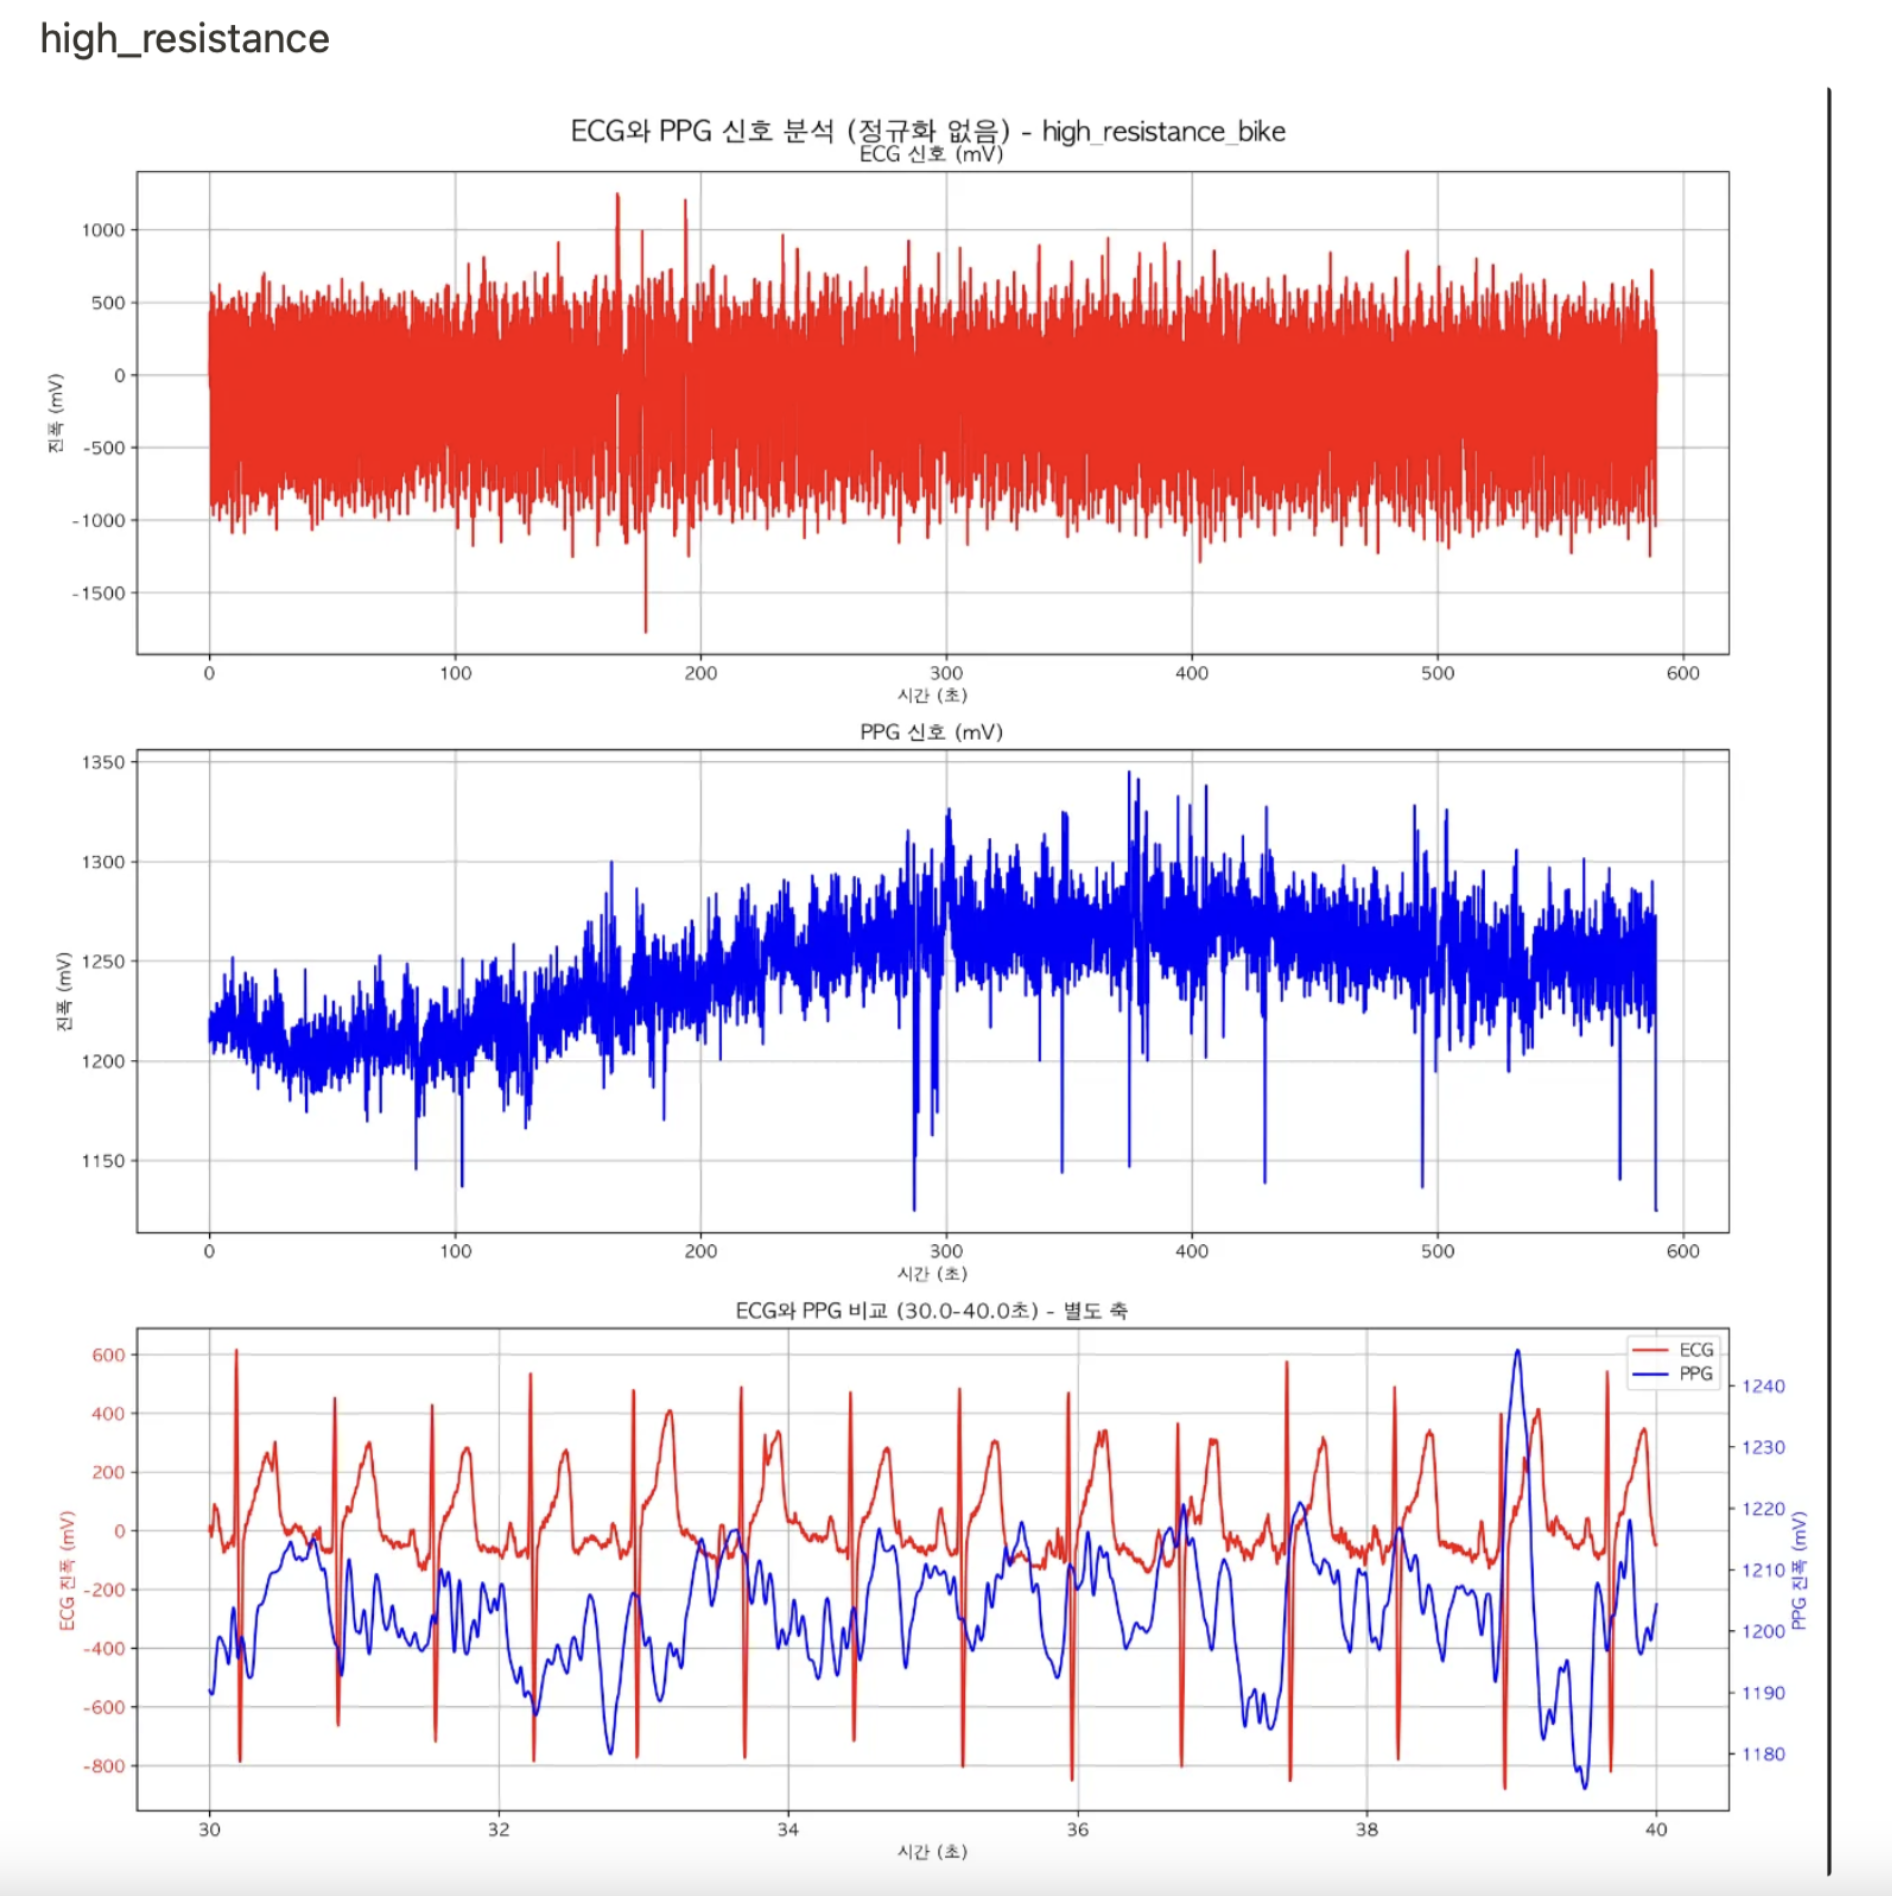 high_resistance
ECG와 PPG 신호 분석 (정규화 없음) - high_resistance_bike
ECG 신호 (mV)
1000
500
0
-500
-1000
-1500
진폭 (mV)
0 100 200 300 400 500 600
시간 (초)
PPG 신호 (mV)
1350
1300
1250
1200
1150
진폭 (mV)
0 100 200 300 400 500 600
시간 (초)
ECG와 PPG 비교 (30.0-40.0초) - 별도 축
600
400
200
0
-200
-400
-600
-800
ECG 진폭 (mV)
ECG
PPG
1240
1230
1220
1210
1200
1190
1180
PPG 진폭 (mV)
30 32 34 36 38 40
시간 (초)